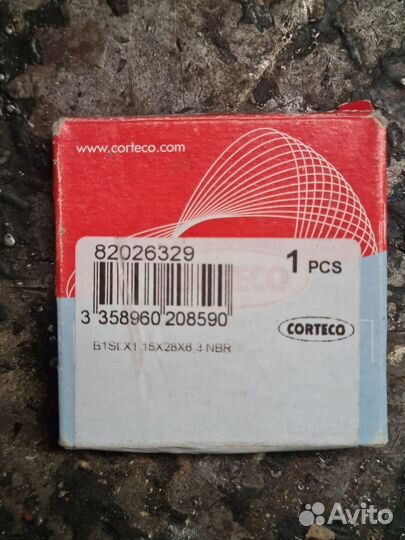 www.corteco.com
82026329
1 PCS
3 358960 208590
CORTECO
B1SLX1 15X28X6,3 NBR
Avito